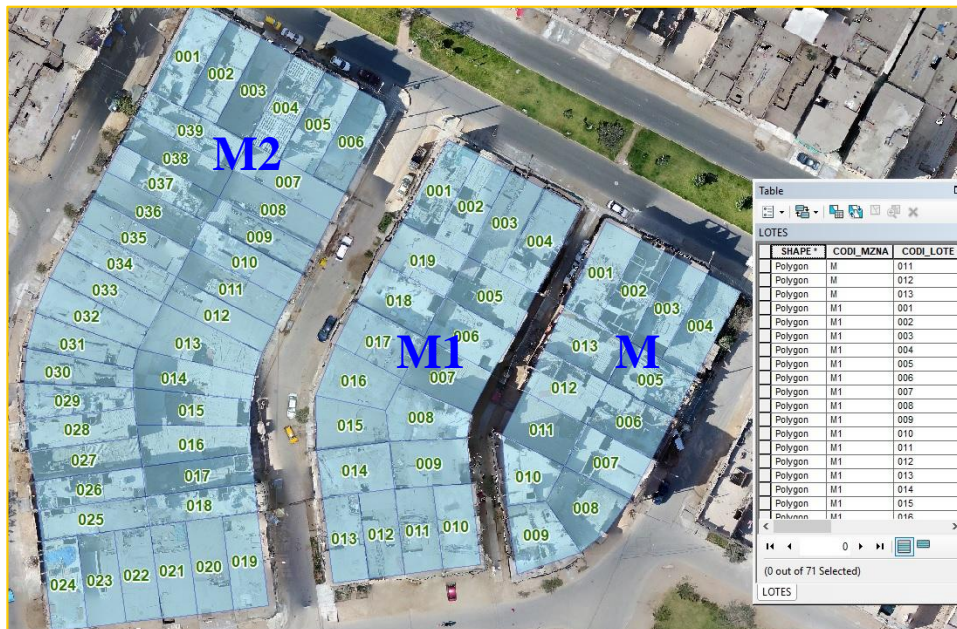 001
002
003
004
005
006
039
038
M2
037
007
036
008
035
009
034
010
033
011
032
012
031
013
030
014
029
015
028
016
027
017
026
018
025
024
023
022
021
020
019
001
002
003
004
019
005
018
006
017
M1
007
016
008
015
014
009
013
012
011
010
001
002
003
004
013
M
005
012
006
011
007
010
008
009
Table
LOTES
SHAPE * CODI_MZNA CODI_LOTE
Polygon M 011
Polygon M 012
Polygon M 013
Polygon M1 001
Polygon M1 002
Polygon M1 003
Polygon M1 004
Polygon M1 005
Polygon M1 006
Polygon M1 007
Polygon M1 008
Polygon M1 009
Polygon M1 010
Polygon M1 011
Polygon M1 012
Polygon M1 013
Polygon M1 014
Polygon M1 015
Polygon M1 016
0
(0 out of 71 Selected)
LOTES